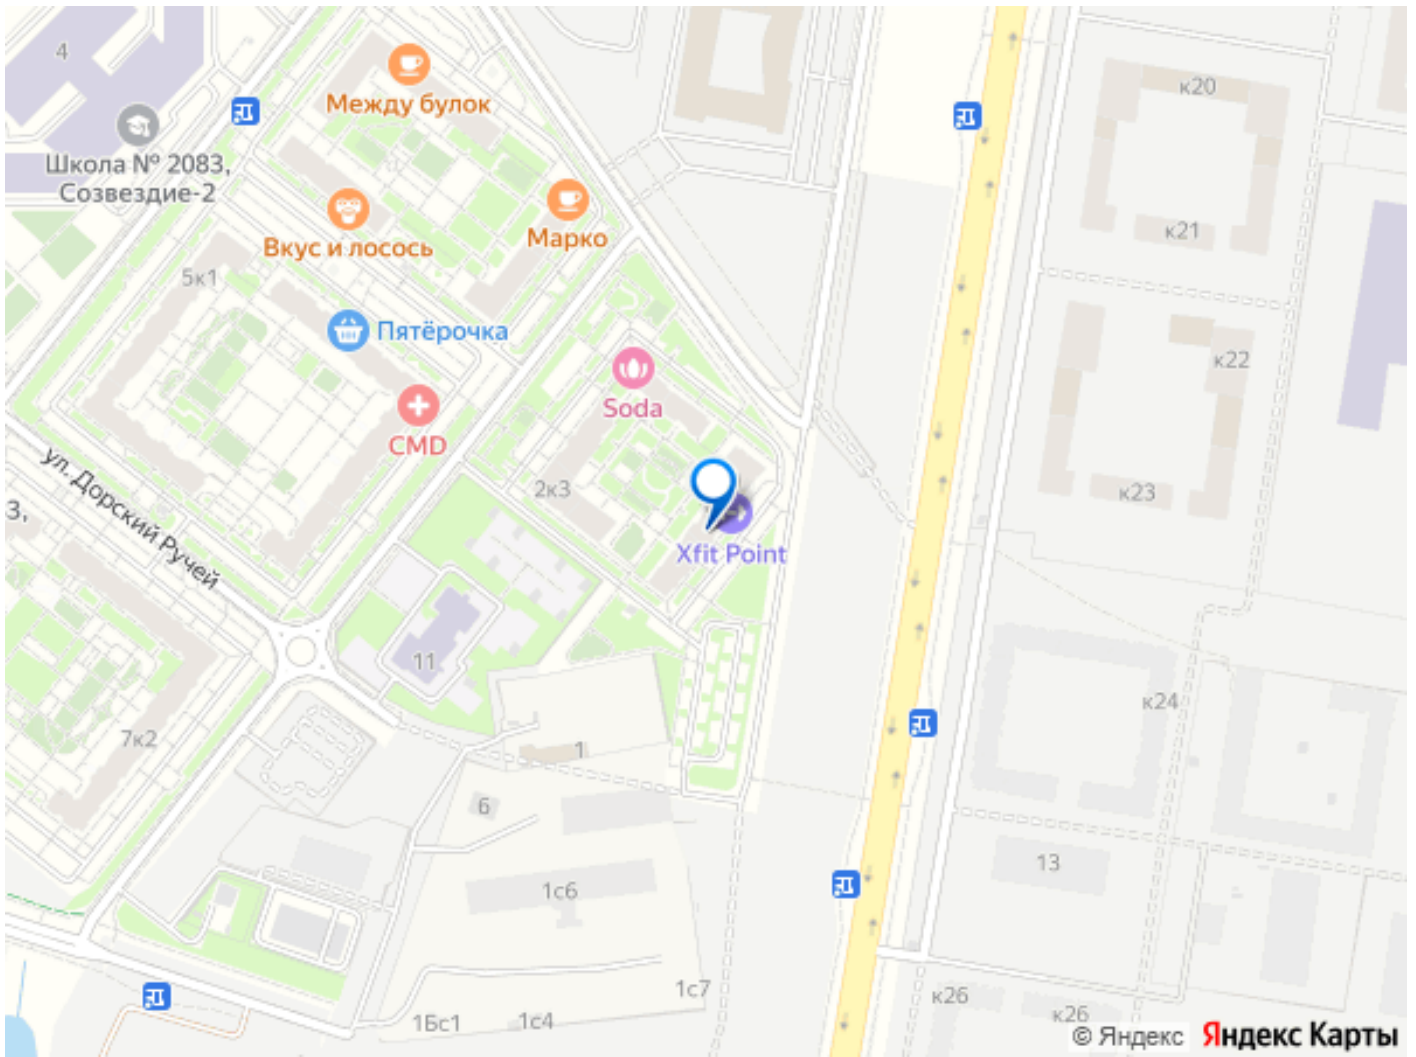 4
Между булок
к20
Школа № 2083,
Созвездие-2
Вкус и лосось
Марко
к21
5к1
Пятёрочка
к22
Soda
CMD
ул. Дорский Ручей
2к3
к23
3,
Xfit Point
11
к24
7к2
1
6
13
1с6
1с7
к26
1Бс1
1с4
к26
© Яндекс Яндекс Карты